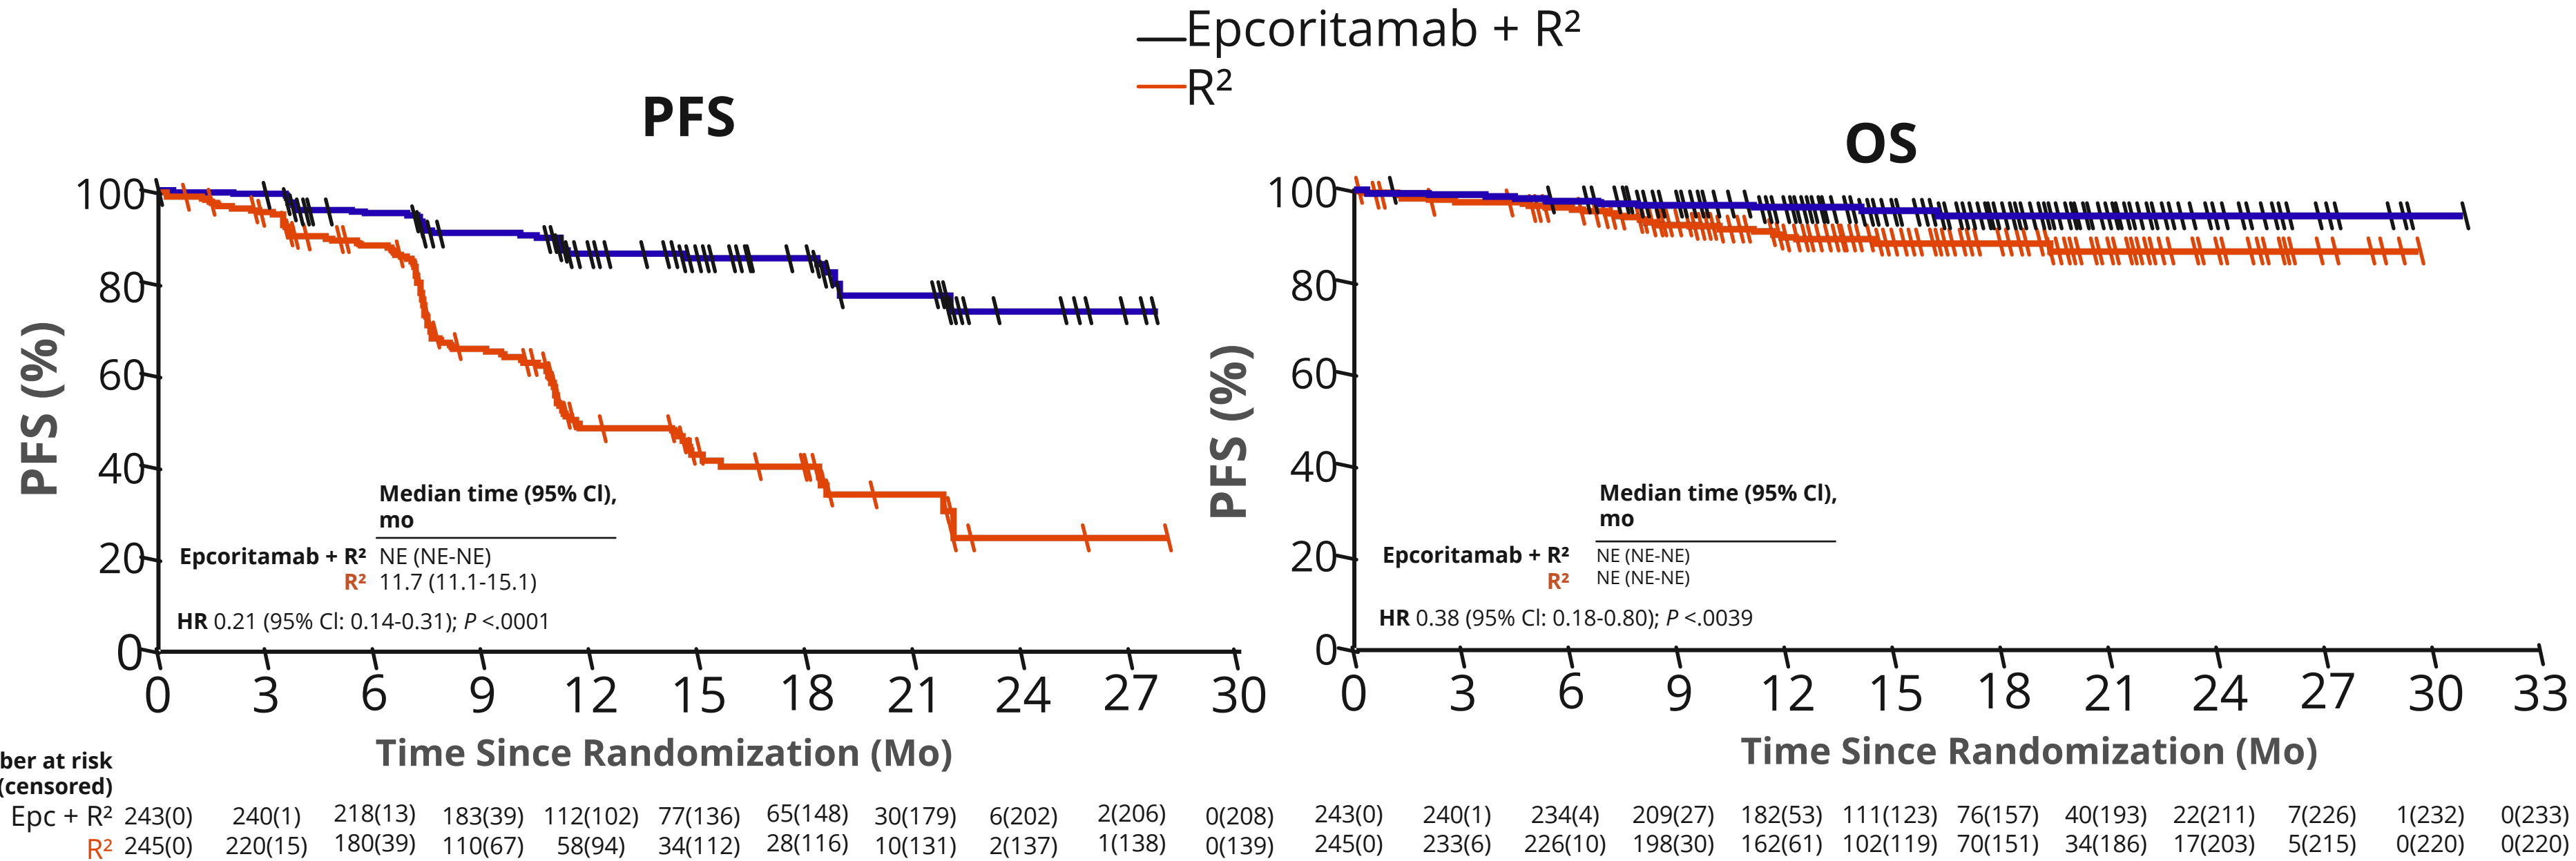 Epcoritamab + R²
R²
PFS
100
80
60
40
20
0
PFS (%)
Median time (95% Cl),
mo
Epcoritamab + R² NE (NE-NE)
R² 11.7 (11.1-15.1)
HR 0.21 (95% Cl: 0.14-0.31); P <.0001
0 3 6 9 12 15 18 21 24 27 30
Time Since Randomization (Mo)
OS
100
80
60
40
20
0
PFS (%)
Median time (95% Cl),
mo
Epcoritamab + R² NE (NE-NE)
R² NE (NE-NE)
HR 0.38 (95% Cl: 0.18-0.80); P <.0039
0 3 6 9 12 15 18 21 24 27 30 33
Time Since Randomization (Mo)
ber at risk
(censored)
Epc + R² 243(0) 240(1) 218(13) 183(39) 112(102) 77(136) 65(148) 30(179) 6(202) 2(206) 0(208) 243(0) 240(1) 234(4) 209(27) 182(53) 111(123) 76(157) 40(193) 22(211) 7(226) 1(232) 0(233)
R² 245(0) 220(15) 180(39) 110(67) 58(94) 34(112) 28(116) 10(131) 2(137) 1(138) 0(139) 245(0) 233(6) 226(10) 198(30) 162(61) 102(119) 70(151) 34(186) 17(203) 5(215) 0(220) 0(220)